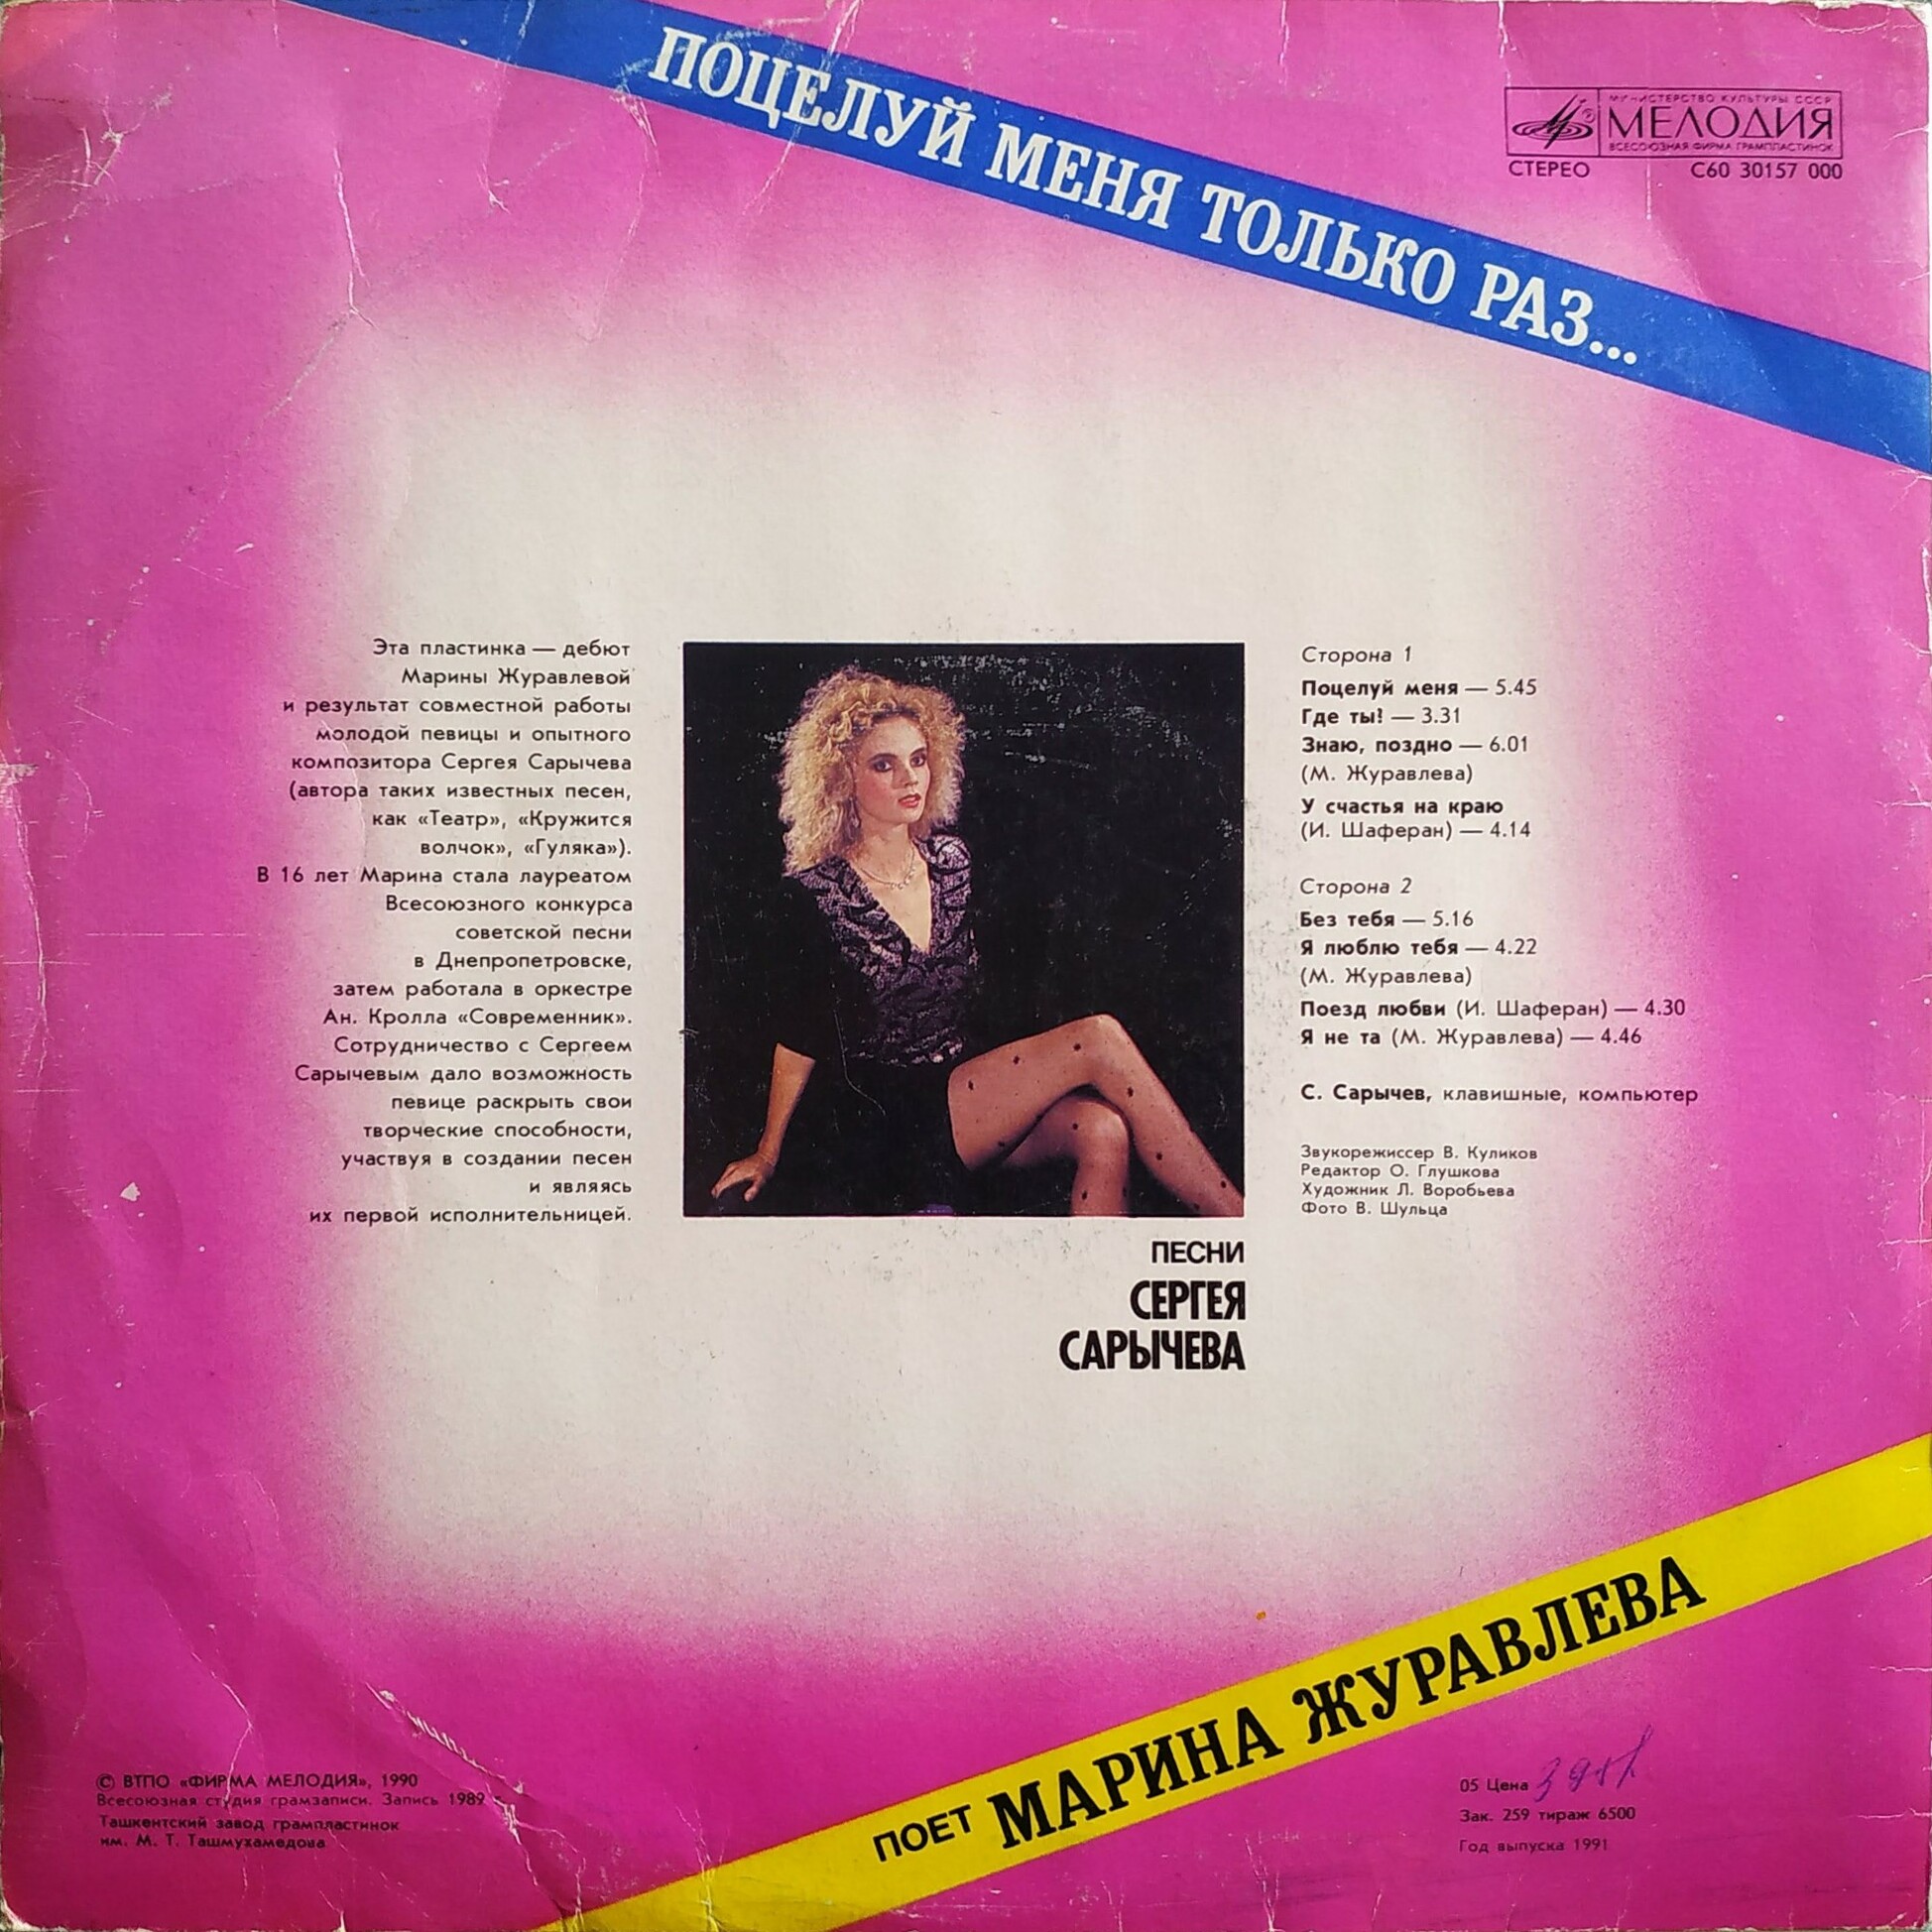 ПОЦЕЛУЙ МЕНЯ ТОЛЬКО РАЗ...
МИНИСТЕРСТВО КУЛЬТУРЫ СССР
МЕЛОДИЯ
ВСЕСОЮЗНАЯ ФИРМА ГРАМПЛАСТИНОК
СТЕРЕО С60 30157 000
Эта пластинка — дебют
Марины Журавлевой
и результат совместной работы
молодой певицы и опытного
композитора Сергея Сарычева
(автора таких известных песен,
как «Театр», «Кружится
волчок», «Гуляка»).
В 16 лет Марина стала лауреатом
Всесоюзного конкурса
советской песни
в Днепропетровске,
затем работала в оркестре
Ан. Кролла «Современник».
Сотрудничество с Сергеем
Сарычевым дало возможность
певице раскрыть свои
творческие способности,
участвуя в создании песен
и являясь
их первой исполнительницей.
Сторона 1
Поцелуй меня — 5.45
Где ты? — 3.31
Знаю, поздно — 6.01
(М. Журавлева)
У счастья на краю
(И. Шаферан) — 4.14
Сторона 2
Без тебя — 5.16
Я люблю тебя — 4.22
(М. Журавлева)
Поезд любви (И. Шаферан) — 4.30
Я не та (М. Журавлева) — 4.46
С. Сарычев, клавишные, компьютер
Звукорежиссер В. Куликов
Редактор О. Глушкова
Художник Л. Воробьева
Фото В. Шульца
ПЕСНИ
СЕРГЕЯ
САРЫЧЕВА
ПОЕТ МАРИНА ЖУРАВЛЕВА
© ВТПО «ФИРМА МЕЛОДИЯ», 1990
Всесоюзная студия грамзаписи. Запись 1989
Ташкентский завод грампластинок
им. М. Т. Ташмухамедова
05 Цена
Зак. 259 тираж 6500
Год выпуска 1991